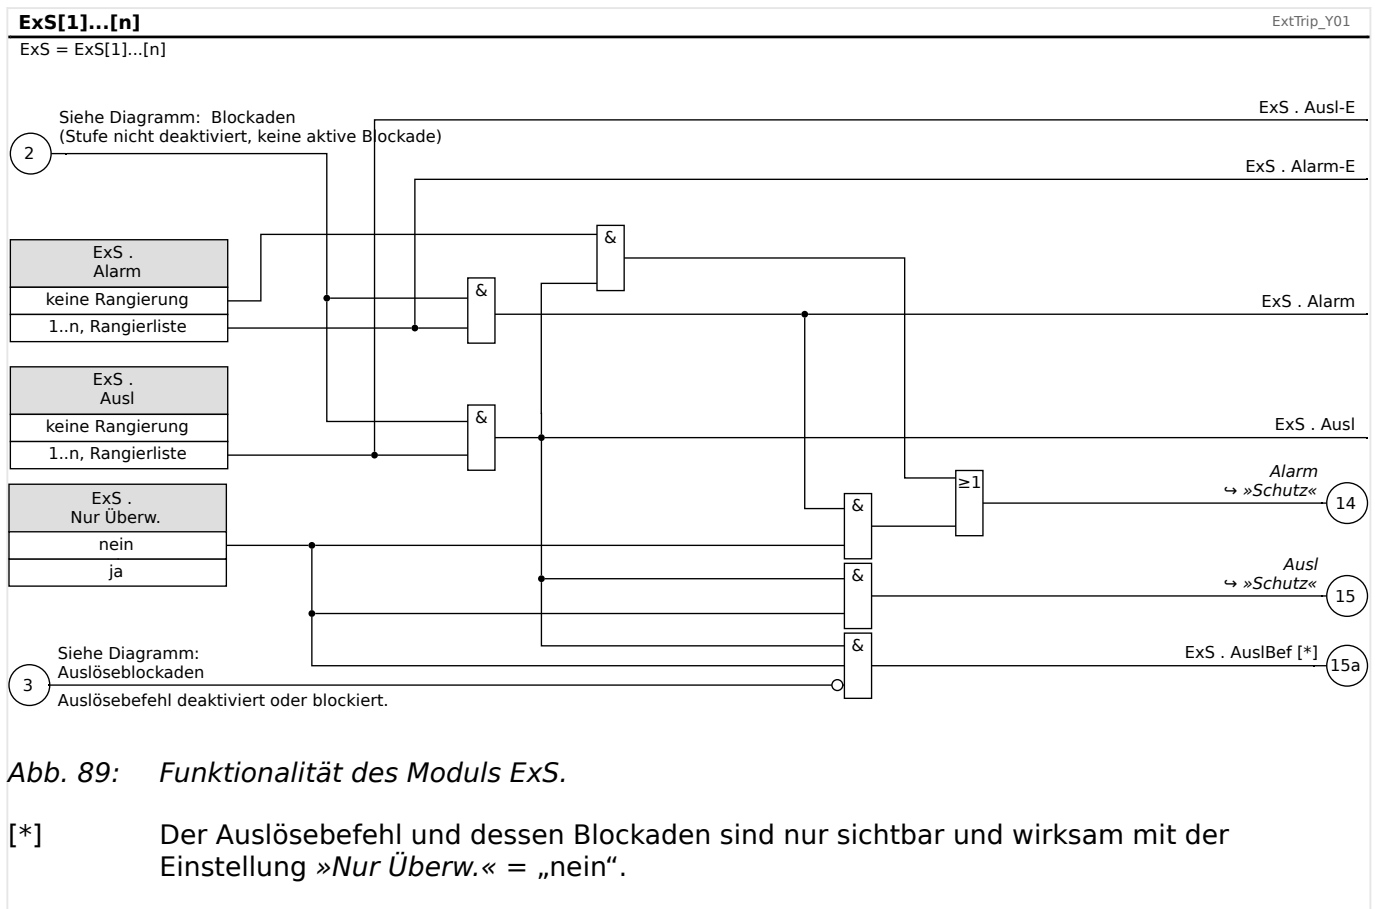 ExS[1]...[n]
ExtTrip_Y01
ExS = ExS[1]...[n]
Siehe Diagramm:  Blockaden
(Stufe nicht deaktiviert, keine aktive Blockade)
2
ExS . Ausl-E
ExS . Alarm-E
ExS .
Alarm
keine Rangierung
1..n, Rangierliste
&
&
ExS . Alarm
ExS .
Ausl
keine Rangierung
1..n, Rangierliste
&
ExS . Ausl
ExS .
Nur Überw.
nein
ja
&
≥1
Alarm
↪ »Schutz«
14
&
Ausl
↪ »Schutz«
15
Siehe Diagramm:
Auslöseblockaden
3
Auslösebefehl deaktiviert oder blockiert.
&
ExS . AuslBef [*]
15a
Abb. 89: Funktionalität des Moduls ExS.
[*] Der Auslösebefehl und dessen Blockaden sind nur sichtbar und wirksam mit der
Einstellung »Nur Überw.« = „nein“.